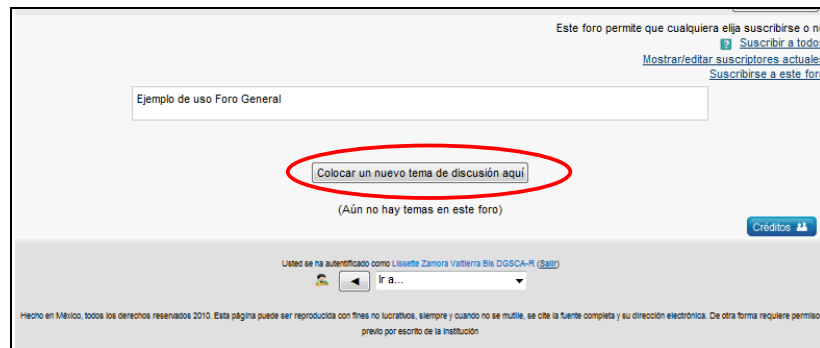 Este foro permite que cualquiera elija suscribirse o n
? Suscribir a todo
Mostrar/editar suscriptores actuale
Suscribirse a este for
Ejemplo de uso Foro General
Colocar un nuevo tema de discusión aquí
(Aún no hay temas en este foro)
Créditos
Usted se ha autentificado como Lissette Zamora Valtierra Bis DGSCA-R (Salir)
Ir a...
Hecho en México, todos los derechos reservados 2010. Esta página puede ser reproducida con fines no lucrativos, siempre y cuando no se mutile, se cite la fuente completa y su dirección electrónica. De otra forma requiere permiso
previo por escrito de la institución